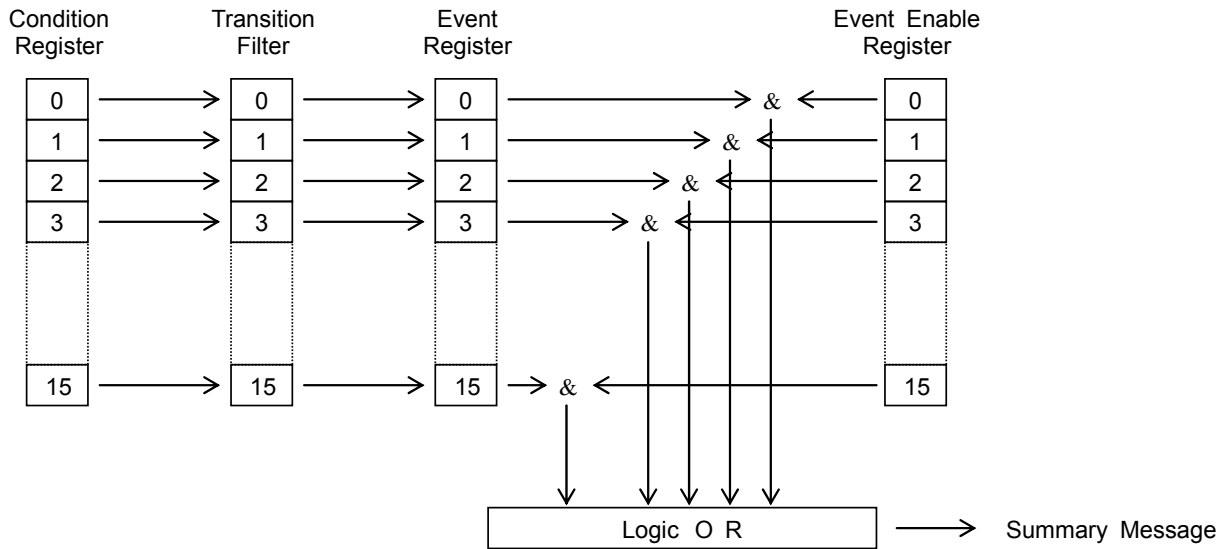 Condition Register
Transition Filter
Event Register
Event Enable Register
0 0 0 & 0
1 1 1 & 1
2 2 2 & 2
3 3 3 & 3
15 15 15 & 15
Logic O R
Summary Message